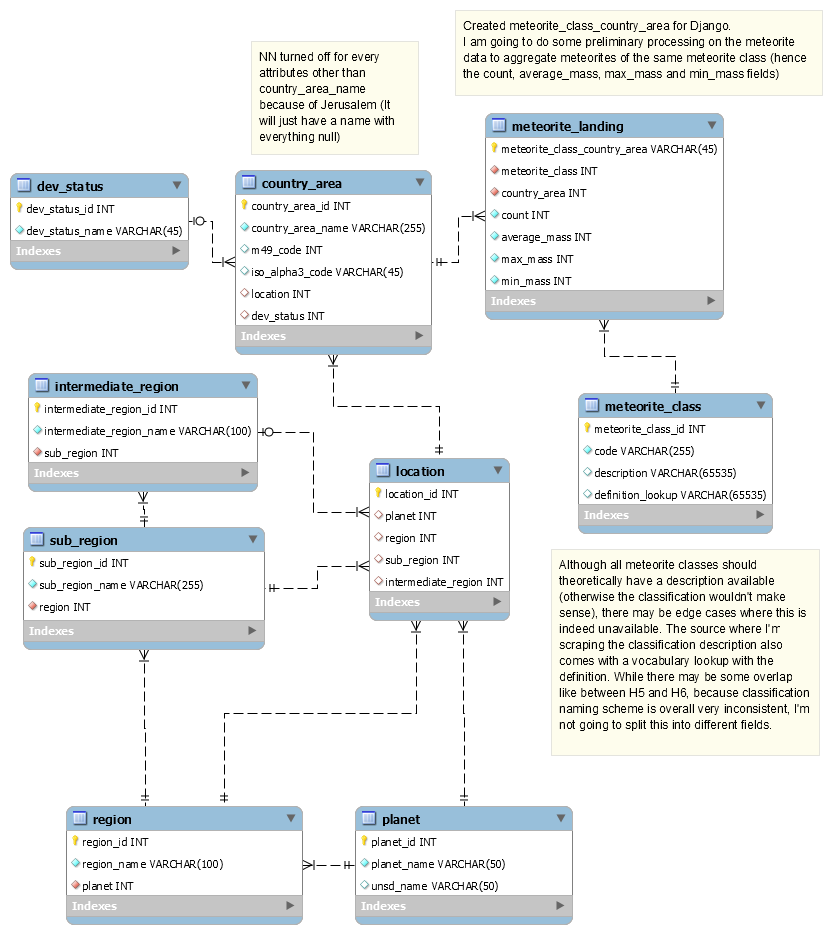 Created meteorite_class_country_area for Django.
I am going to do some preliminary processing on the meteorite
data to aggregate meteorites of the same meteorite class (hence
the count, average_mass, max_mass and min_mass fields)
NN turned off for every
attributes other than
country_area_name
because of Jerusalem (It
will just have a name with
everything null)
dev_status
dev_status_id INT
dev_status_name VARCHAR(45)
Indexes
country_area
country_area_id INT
country_area_name VARCHAR(255)
m49_code INT
iso_alpha3_code VARCHAR(45)
location INT
dev_status INT
Indexes
meteorite_landing
meteorite_class_country_area VARCHAR(45)
meteorite_class INT
country_area INT
count INT
average_mass INT
max_mass INT
min_mass INT
Indexes
intermediate_region
intermediate_region_id INT
intermediate_region_name VARCHAR(100)
sub_region INT
Indexes
meteorite_class
meteorite_class_id INT
code VARCHAR(255)
description VARCHAR(65535)
definition_lookup VARCHAR(65535)
Indexes
location
location_id INT
planet INT
region INT
sub_region INT
intermediate_region INT
Indexes
sub_region
sub_region_id INT
sub_region_name VARCHAR(255)
region INT
Indexes
Although all meteorite classes should
theoretically have a description available
(otherwise the classification wouldn't make
sense), there may be edge cases where this is
indeed unavailable. The source where I'm
scraping the classification description also
comes with a vocabulary lookup with the
definition. While there may be some overlap
like between H5 and H6, because classification
naming scheme is overall very inconsistent, I'm
not going to split this into different fields.
region
region_id INT
region_name VARCHAR(100)
planet INT
Indexes
planet
planet_id INT
planet_name VARCHAR(50)
unsd_name VARCHAR(50)
Indexes